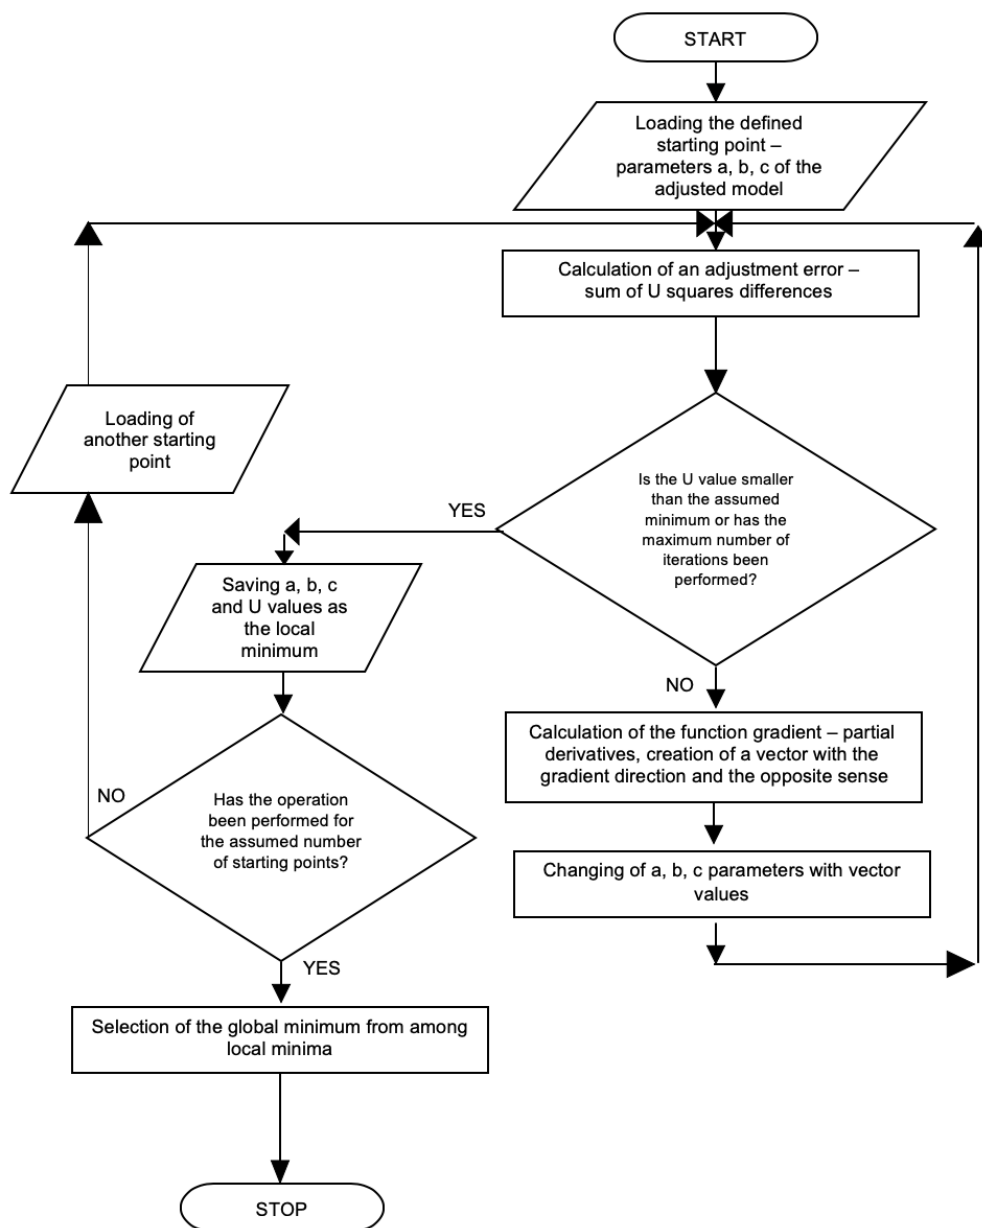 START
Loading the defined
starting point –
parameters a, b, c of the
adjusted model
Calculation of an adjustment error –
sum of U squares differences
Loading of
another starting
point
Is the U value smaller
than the assumed
minimum or has the
maximum number of
iterations been
performed?
YES
Saving a, b, c
and U values as
the local
minimum
NO
Calculation of the function gradient – partial
derivatives, creation of a vector with the
gradient direction and the opposite sense
NO
Has the operation
been performed for
the assumed number
of starting points?
Changing of a, b, c parameters with vector
values
YES
Selection of the global minimum from among
local minima
STOP